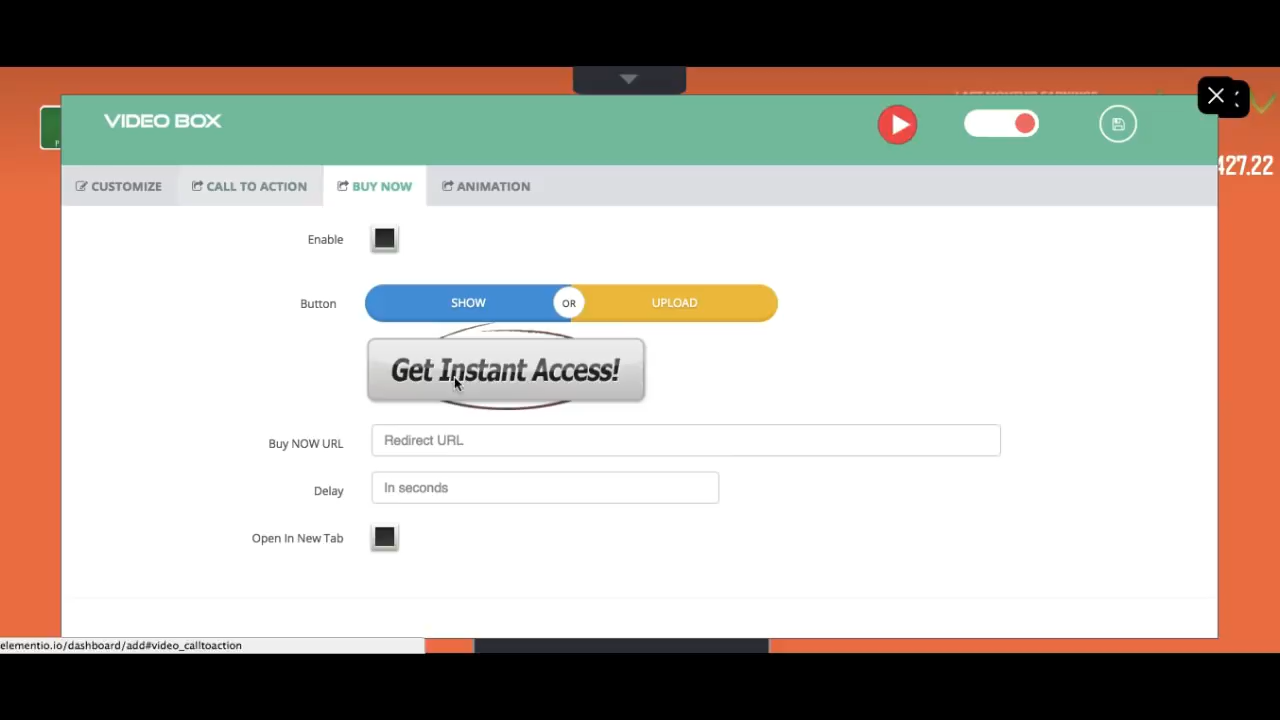 VIDEO BOX
427.22
CUSTOMIZE
CALL TO ACTION
BUY NOW
ANIMATION
Enable
Button
SHOW
OR
UPLOAD
Get Instant Access!
Buy NOW URL
Redirect URL
Delay
In seconds
Open In New Tab
elementio.io/dashboard/add#video_calltoaction